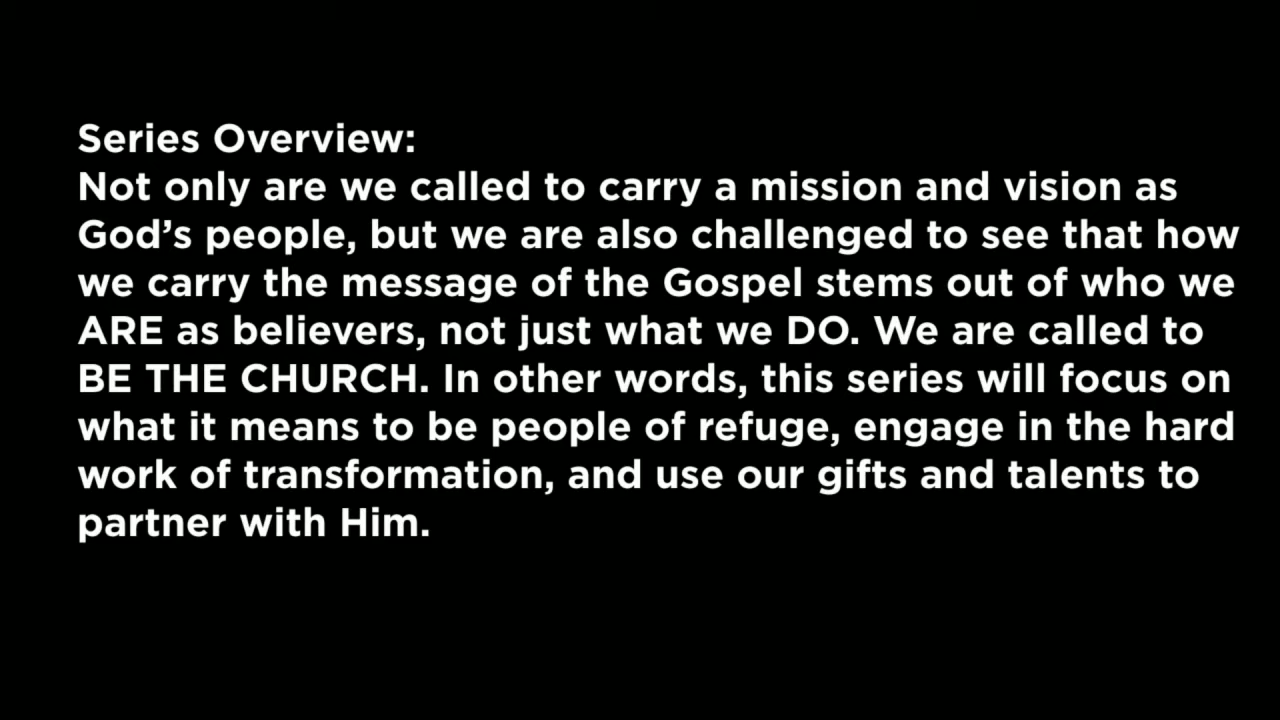 Series Overview:
Not only are we called to carry a mission and vision as
God’s people, but we are also challenged to see that how
we carry the message of the Gospel stems out of who we
ARE as believers, not just what we DO. We are called to
BE THE CHURCH. In other words, this series will focus on
what it means to be people of refuge, engage in the hard
work of transformation, and use our gifts and talents to
partner with Him.